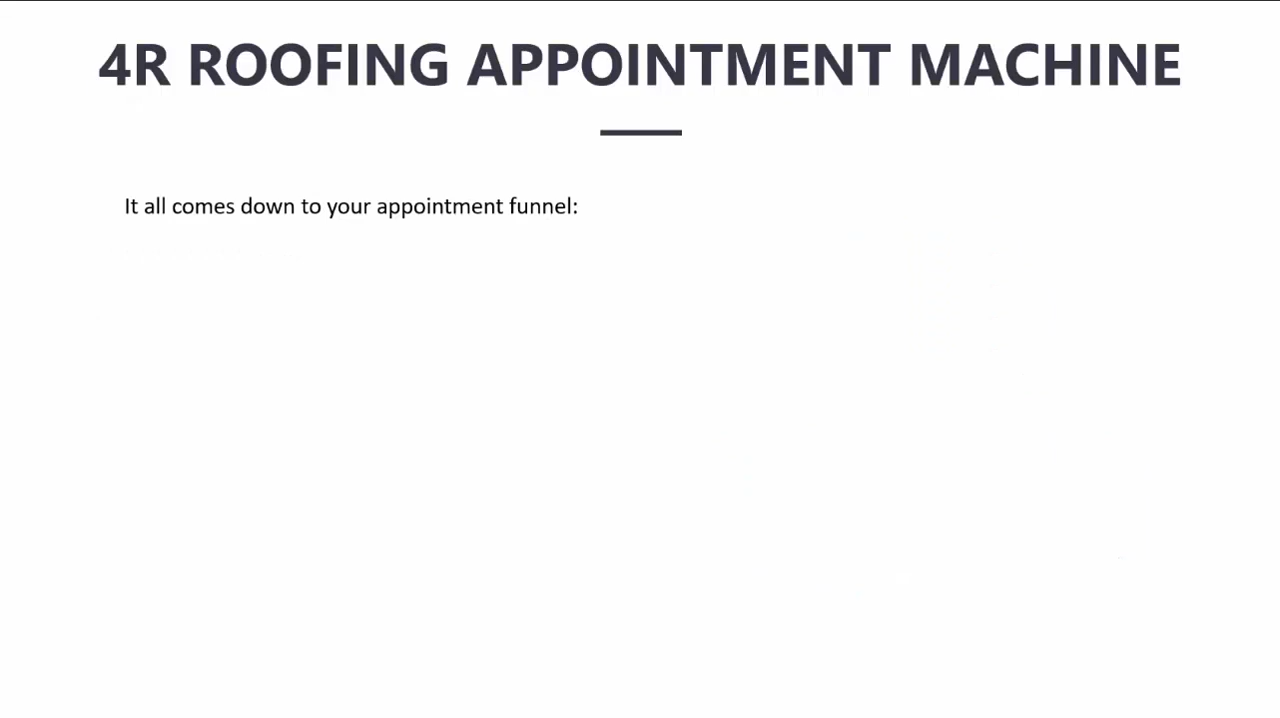 4R ROOFING APPOINTMENT MACHINE
It all comes down to your appointment funnel: